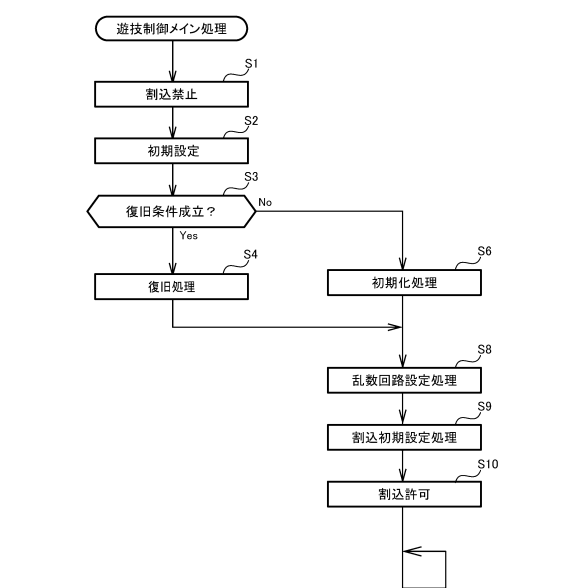 遊技制御メイン処理
S1
割込禁止
S2
初期設定
S3
復旧条件成立?
No
Yes
S4
復旧処理
S6
初期化処理
S8
乱数回路設定処理
S9
割込初期設定処理
S10
割込許可